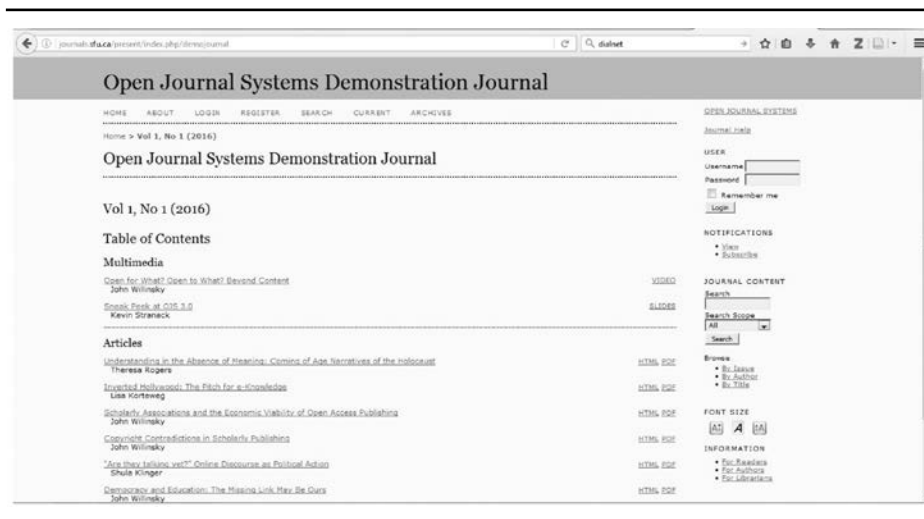 journals.sfu.ca/present/index.php/demojournal
dialnet
Open Journal Systems Demonstration Journal
HOME ABOUT LOGIN REGISTER SEARCH CURRENT ARCHIVES
Home > Vol 1, No 1 (2016)
Open Journal Systems Demonstration Journal
Vol 1, No 1 (2016)
Table of Contents
Multimedia
Open for What? Open to What? Beyond Content VIDEO
John Willinsky
Sneak Peek at OJS 3.0 SLIDES
Kevin Stranack
Articles
Understanding in the Absence of Meaning: Coming of Age Narratives of the Holocaust HTML PDF
Theresa Rogers
Inverted Hollywood: The Pitch for e-Knowledge HTML PDF
Lisa Korteweg
Scholarly Associations and the Economic Viability of Open Access Publishing HTML PDF
John Willinsky
Copyright Contradictions in Scholarly Publishing HTML PDF
John Willinsky
"Are they talking yet?" Online Discourse as Political Action HTML PDF
Shula Klinger
Democracy and Education: The Missing Link May Be Ours HTML PDF
John Willinsky
OPEN JOURNAL SYSTEMS
Journal Help
USER
Username
Password
Remember me
Login
NOTIFICATIONS
View
Subscribe
JOURNAL CONTENT
Search
Search Scope
All
Search
Browse
By Issue
By Author
By Title
FONT SIZE
INFORMATION
For Readers
For Authors
For Librarians